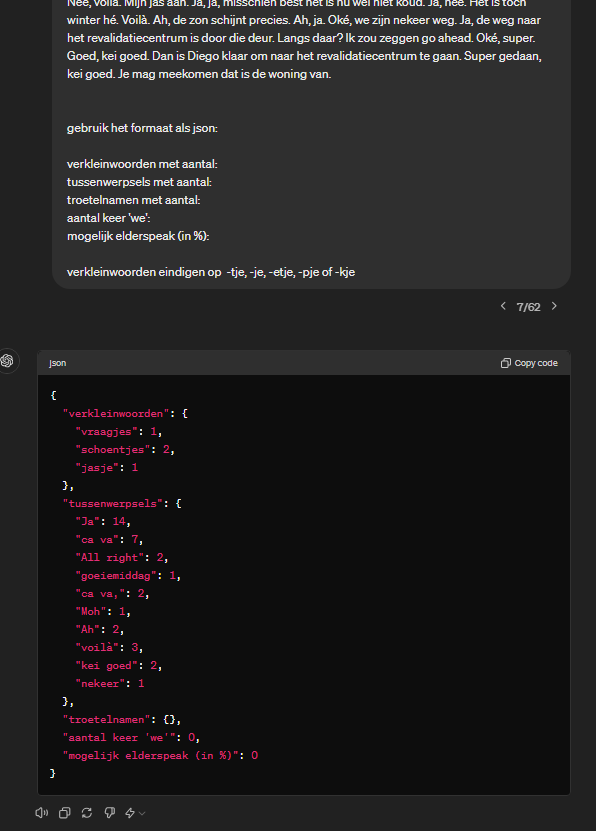 Nee, voilà. Mijn jas aan. Ja, ja, misschien best het is nu wel niet koud. Ja, nee. Het is toch
winter hé. Voilà. Ah, de zon schijnt precies. Ah, ja. Oké, we zijn nekeer weg. Ja, de weg naar
het revalidatiecentrum is door die deur. Langs daar? Ik zou zeggen go ahead. Oké, super.
Goed, kei goed. Dan is Diego klaar om naar het revalidatiecentrum te gaan. Super gedaan,
kei goed. Je mag meekomen dat is de woning van.
gebruik het formaat als json:
verkleinwoorden met aantal:
tussenwerpsels met aantal:
troetelnamen met aantal:
aantal keer 'we':
mogelijk elderspeak (in %):
verkleinwoorden eindigen op -tje, -je, -etje, -pje of -kje
< 7/62 >
json Copy code
{
"verkleinwoorden": {
"vraagjes": 1,
"schoentjes": 2,
"jasje": 1
},
"tussenwerpsels": {
"Ja": 14,
"ca va": 7,
"All right": 2,
"goeiemiddag": 1,
"ca va,": 2,
"Moh": 1,
"Ah": 2,
"voilà": 3,
"kei goed": 2,
"nekeer": 1
},
"troetelnamen": {},
"aantal keer 'we'": 0,
"mogelijk elderspeak (in %)": 0
}